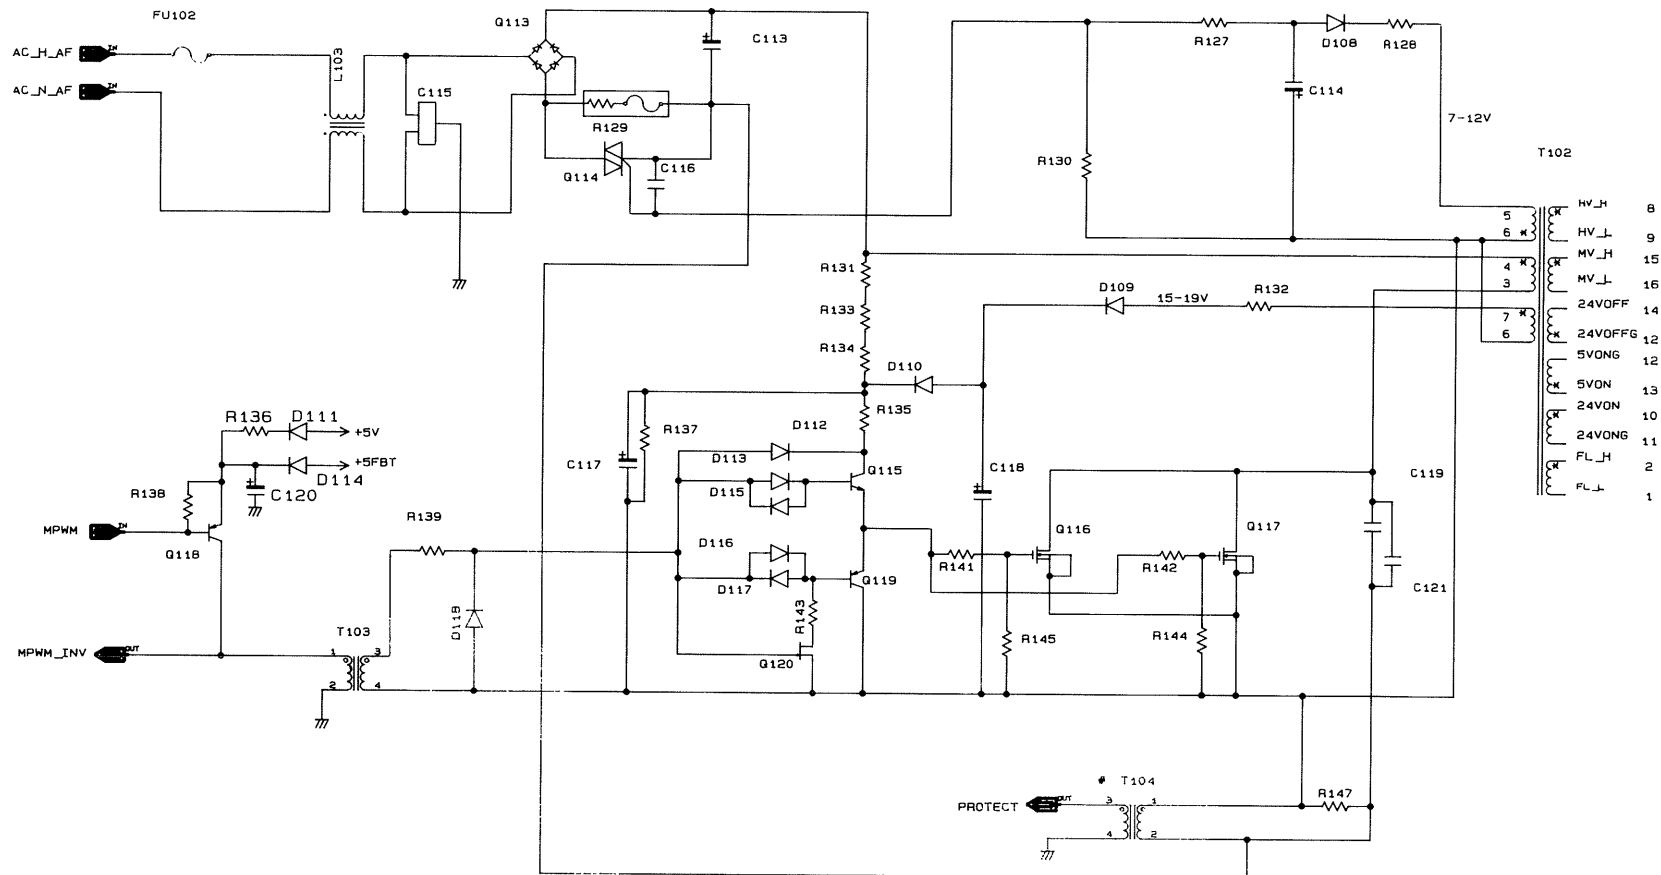 FU102
Q113
C113
R127
D108
R128
AC_H_AF
IN
L103
AC_N_AF
IN
C115
C114
R129
7-12V
T102
Q114
C116
R130
HV_H 8
5
6
HV_L 9
MV_H 15
4
3
MV_L 16
R131
D109
15-19V
R132
24VOFF 14
7
6
24VOFFG 12
R133
R134
D110
5VONG 12
5VON 13
R135
24VON 10
24VONG 11
R136
D111
+5V
R137
D112
D113
FL_H 2
FL_L 1
+5FBT
D114
C117
Q115
C118
C119
R138
C120
D115
MPWM
IN
Q118
R139
D116
Q116
Q117
R141
R142
D117
Q119
C121
R143
D118
T103
MPWM_INV
OUT
1
3
2
4
Q120
R145
R144
# T104
PROTECT
OUT
3
1
4
2
R147